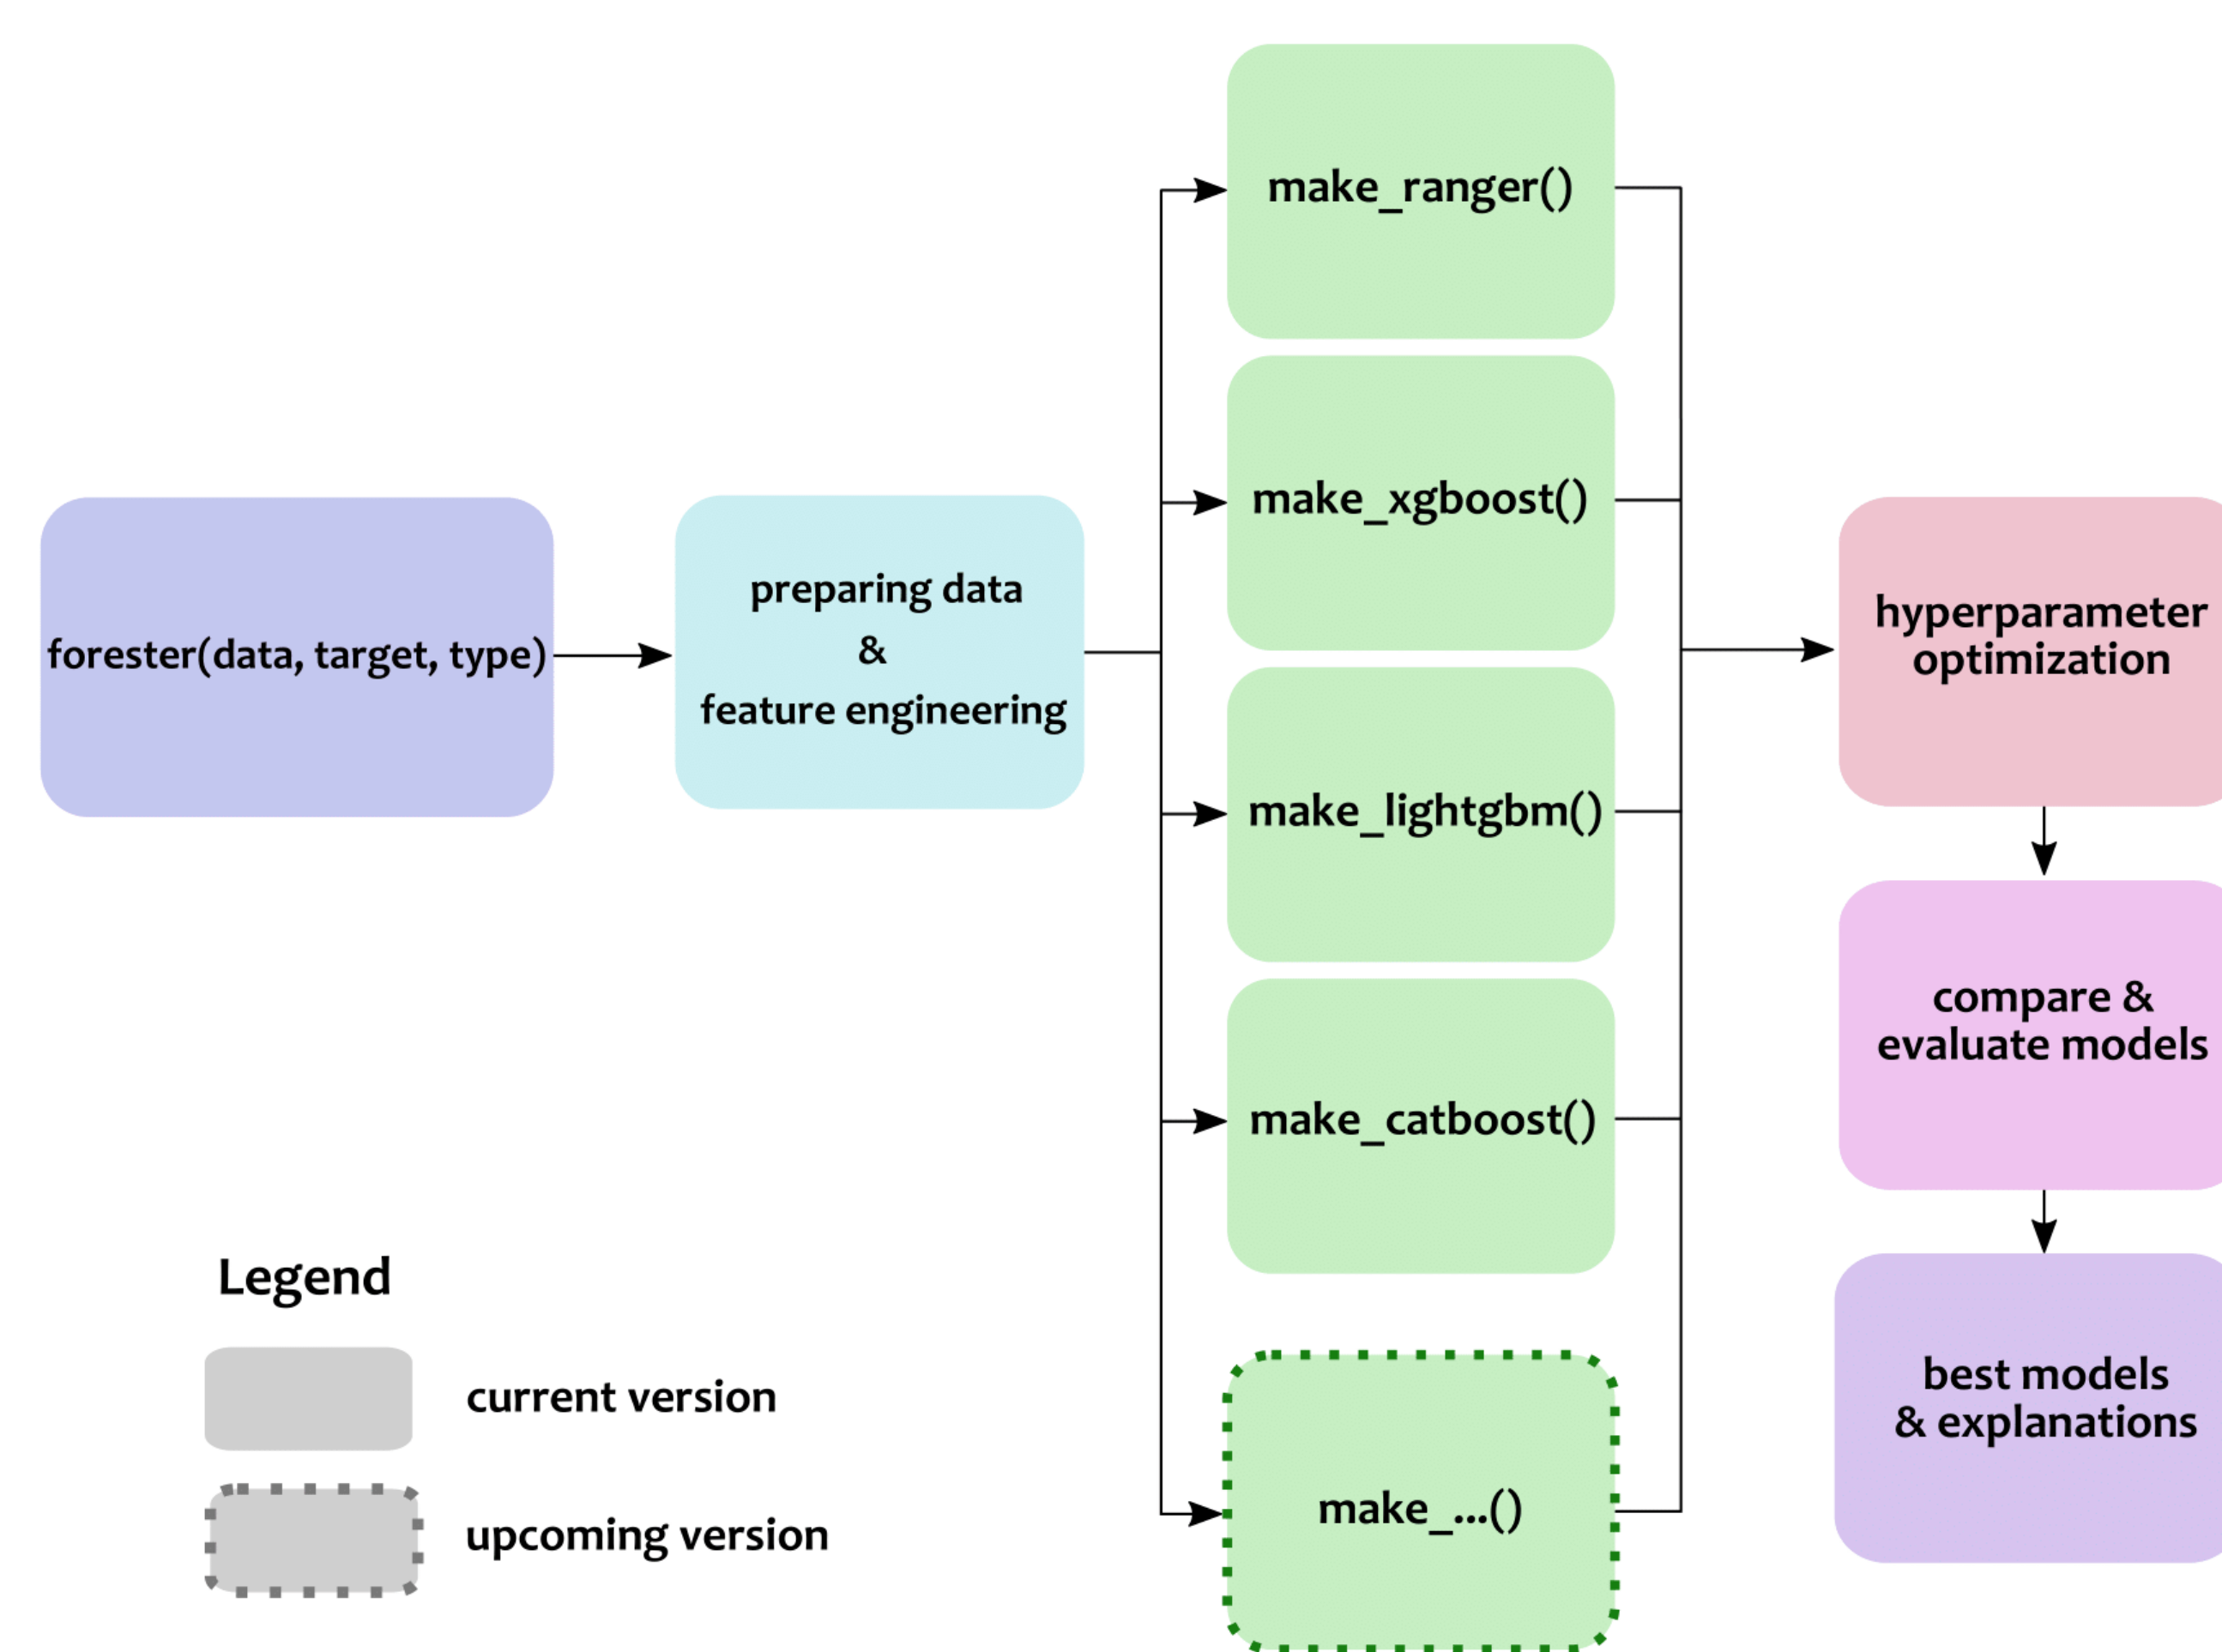 forester(data, target, type)
preparing data
&
feature engineering
make_ranger()
make_xgboost()
make_lightgbm()
make_catboost()
make_...()
hyperparameter
optimization
compare &
evaluate models
best models
& explanations
Legend
current version
upcoming version